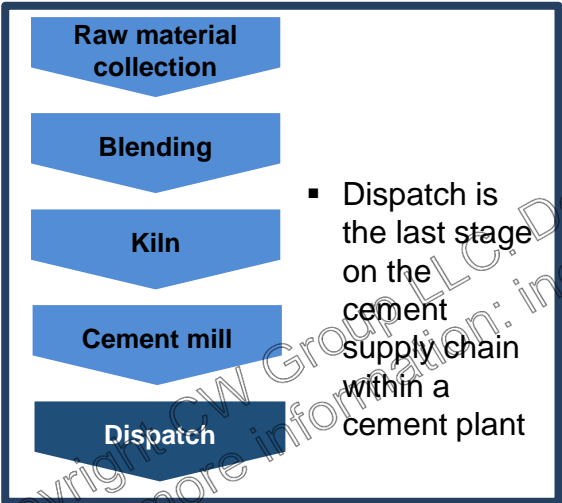 Raw material
collection
Blending
Kiln
Cement mill
Dispatch
▪ Dispatch is
the last stage
on the
cement
supply chain
within a
cement plant
CW Group LLC. D
more information: in